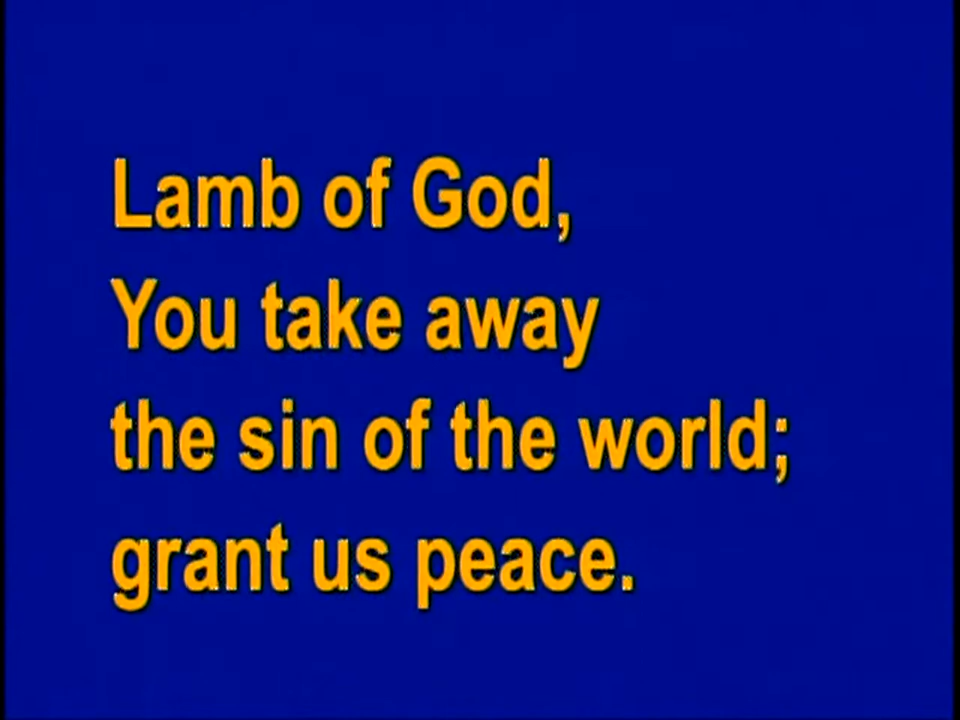 Lamb of God,
You take away
the sin of the world;
grant us peace.